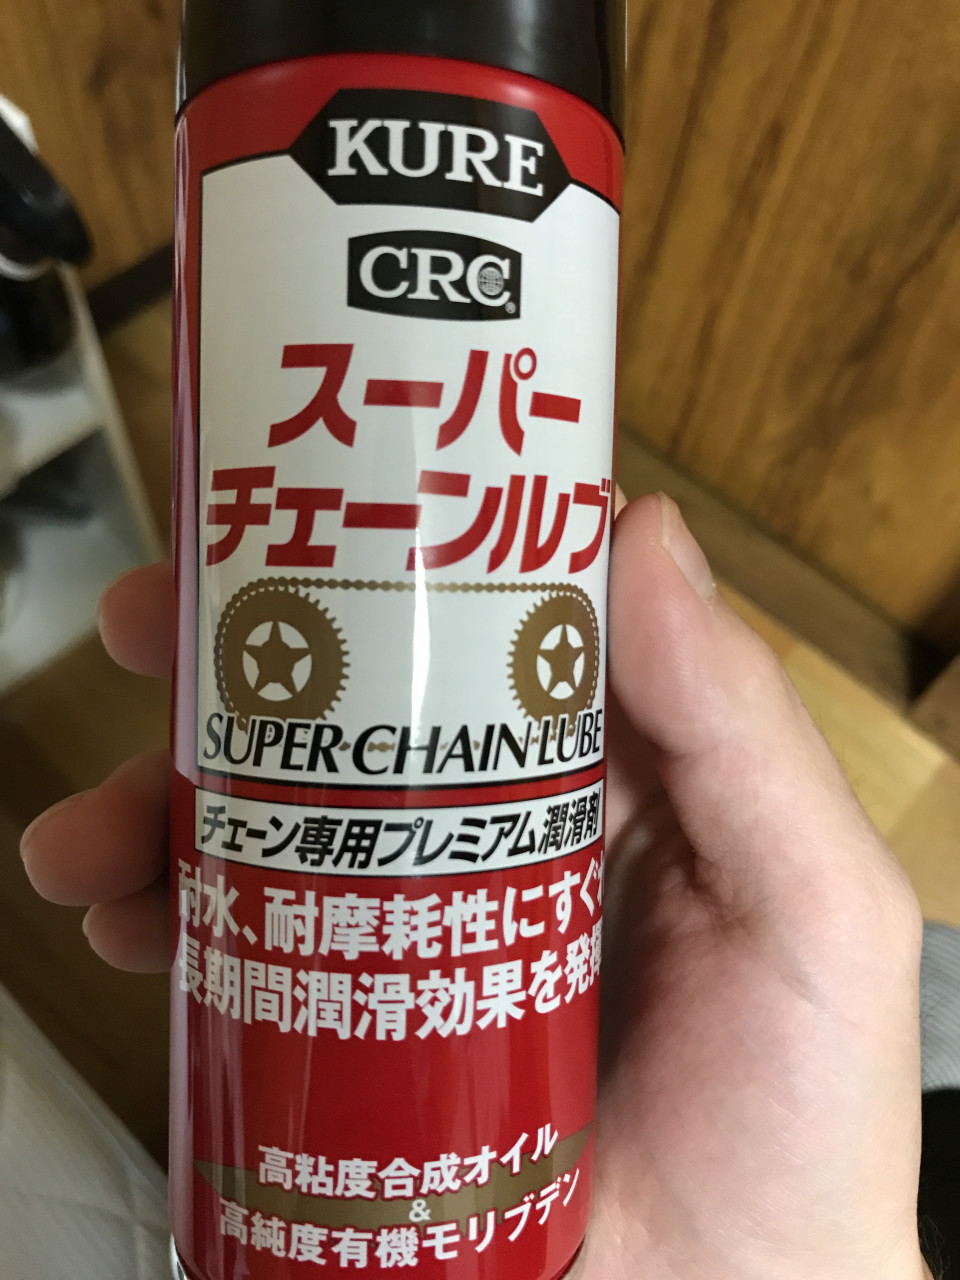 KURE
CRC®
スーパー
チェーンルブ
SUPER CHAIN LUBE
チェーン専用プレミアム潤滑剤
耐水、耐摩耗性にすぐ
長期間潤滑効果を発揮
高粘度合成オイル
&
高純度有機モリブデン